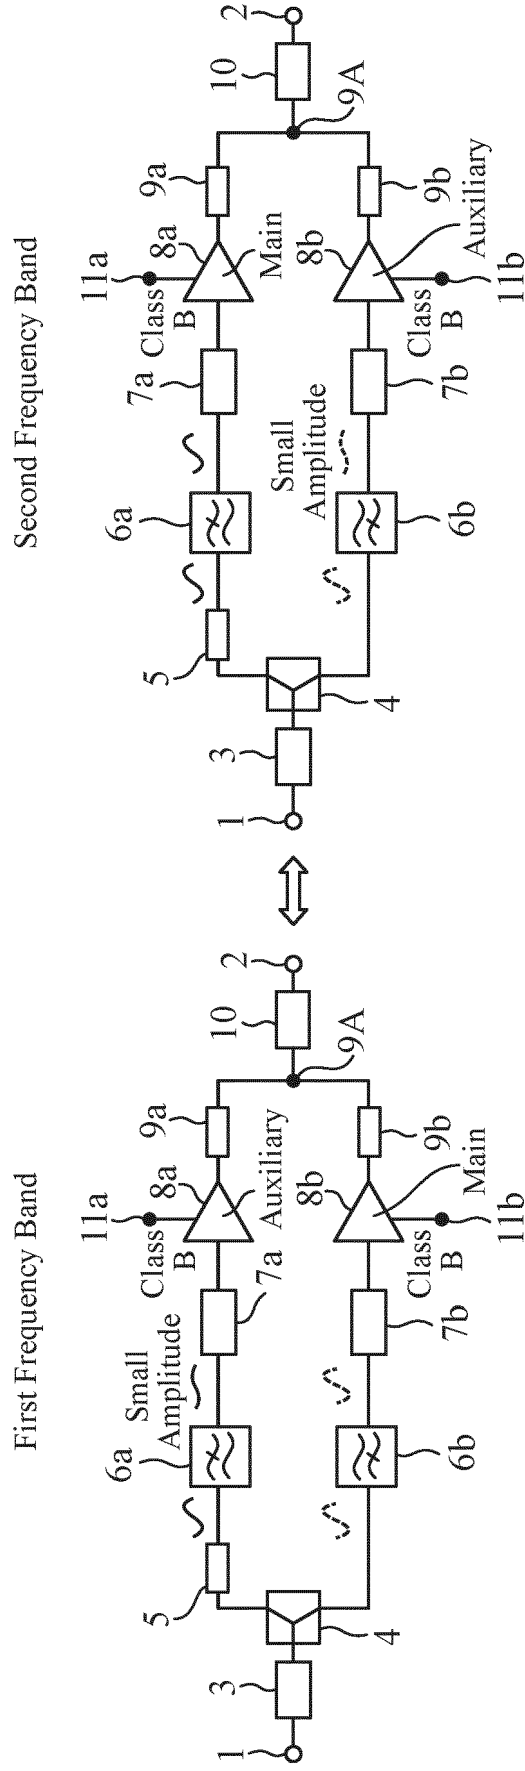 First Frequency Band
11a
Class
B
8a
9a
Auxiliary
Small
Amplitude
6a
7a
5
1
3
4
10
2
9A
8b
9b
Main
Class
B
11b
6b
7b
Second Frequency Band
11a
Class
B
8a
9a
Main
6a
7a
5
1
3
4
10
2
9A
Small
Amplitude
8b
9b
Auxiliary
Class
B
11b
6b
7b